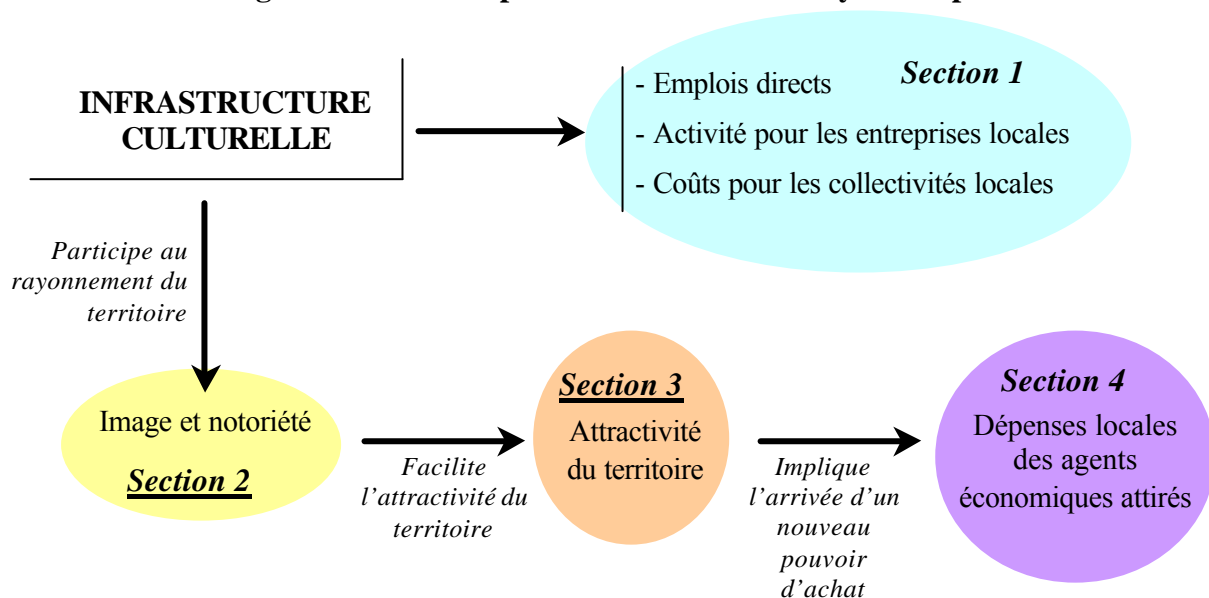 INFRASTRUCTURE
CULTURELLE
Section 1
- Emplois directs
- Activité pour les entreprises locales
- Coûts pour les collectivités locales
Participe au
rayonnement du
territoire
Image et notoriété
Section 2
Facilite
l’attractivité du
territoire
Section 3
Attractivité
du territoire
Implique
l’arrivée d’un
nouveau
pouvoir
d’achat
Section 4
Dépenses locales
des agents
économiques attirés